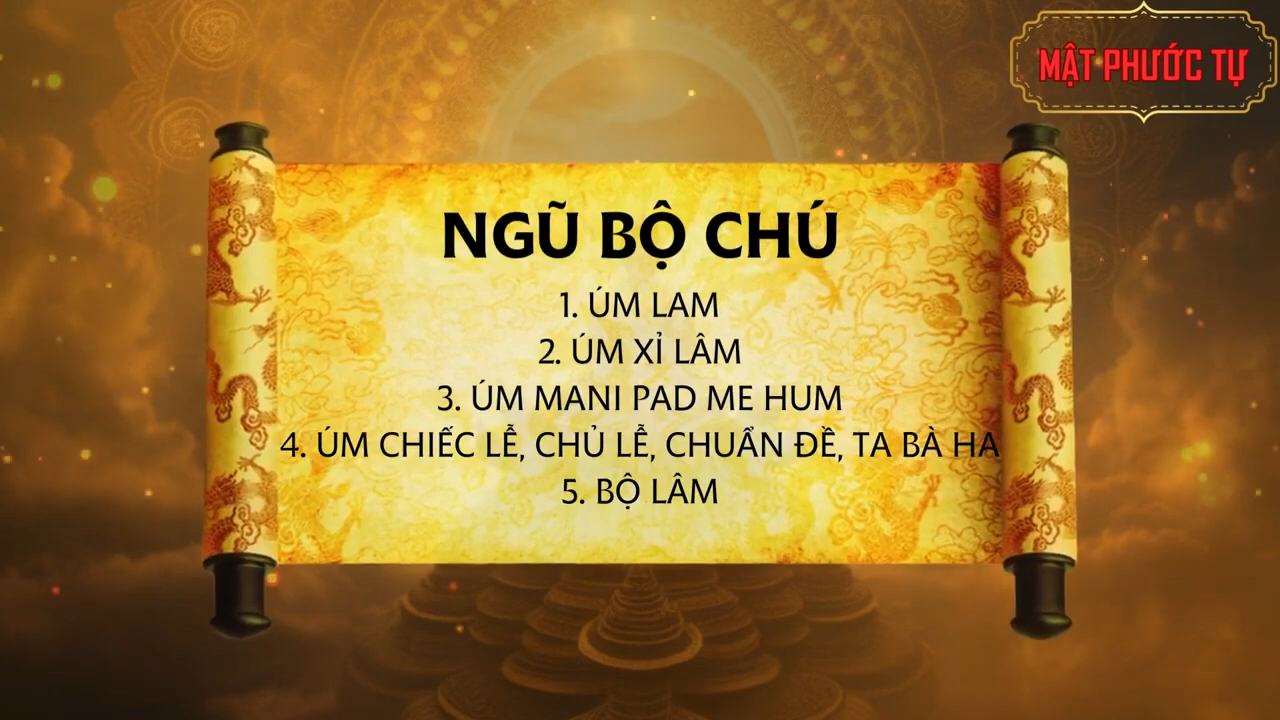 MẬT PHƯỚC TỰ
NGŨ BỘ CHÚ
1. ÚM LAM
2. ÚM XỈ LÂM
3. ÚM MANI PAD ME HUM
4. ÚM CHIẾC LỄ, CHỦ LỄ, CHUẨN ĐỀ, TA BÀ HA
5. BỘ LÂM